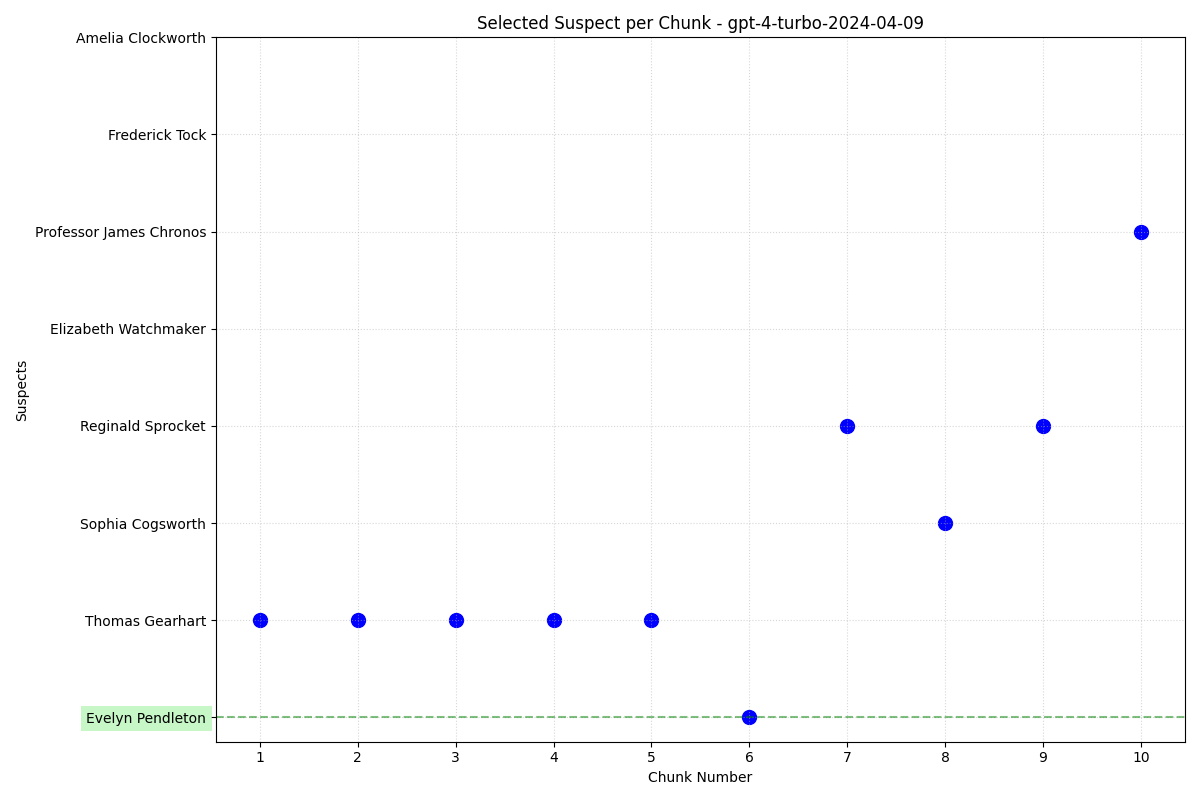 Selected Suspect per Chunk - gpt-4-turbo-2024-04-09
Amelia Clockworth
Frederick Tock
Professor James Chronos
Elizabeth Watchmaker
Suspects
Reginald Sprocket
Sophia Cogsworth
Thomas Gearhart
Evelyn Pendleton
1 2 3 4 5 6 7 8 9 10
Chunk Number